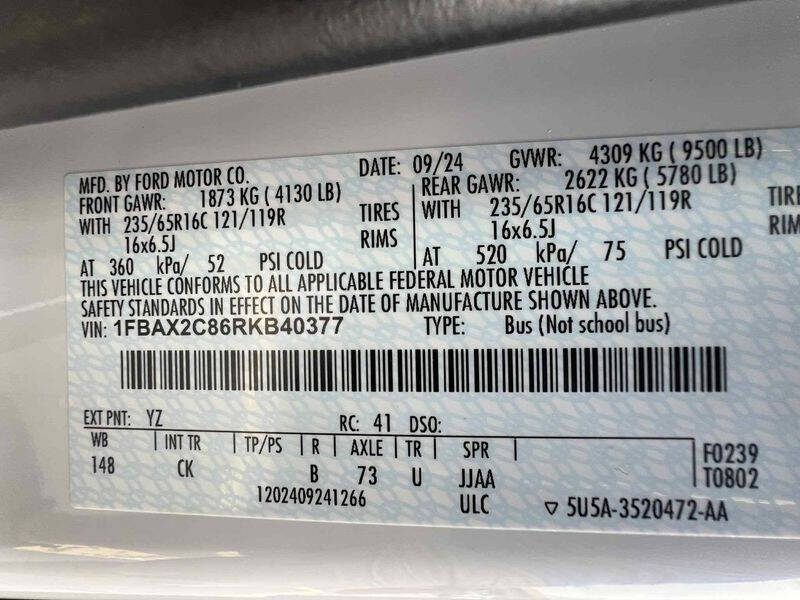 MFD. BY FORD MOTOR CO. DATE: 09/24 GVWR: 4309 KG ( 9500 LB)
FRONT GAWR: 1873 KG ( 4130 LB) REAR GAWR: 2622 KG ( 5780 LB)
WITH 235/65R16C 121/119R TIRES WITH 235/65R16C 121/119R TIRE
16x6.5J RIMS 16x6.5J RIM
AT 360 kPa/ 52 PSI COLD AT 520 kPa/ 75 PSI COLD
THIS VEHICLE CONFORMS TO ALL APPLICABLE FEDERAL MOTOR VEHICLE
SAFETY STANDARDS IN EFFECT ON THE DATE OF MANUFACTURE SHOWN ABOVE.
VIN: 1FBAX2C86RKB40377 TYPE: Bus (Not school bus)
EXT PNT: YZ RC: 41 DSO:
WB INT TR TP/PS R AXLE TR SPR F0239
148 CK B 73 U JJAA T0802
1202409241266 ULC ▽ 5U5A-3520472-AA